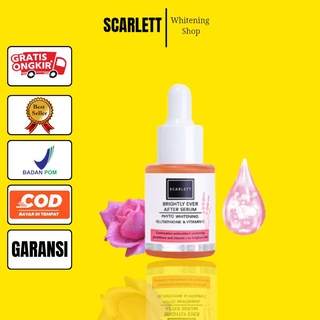 SCARLETT
Whitening
Shop
GRATIS
ONGKIR
Best
Seller
BADAN POM
COD
BAYAR DI TEMPAT
GARANSI
SCARLETT
BRIGHTLY EVER
AFTER SERUM
PHYTO WHITENING,
GLUTATHIONE & VITAMIN C